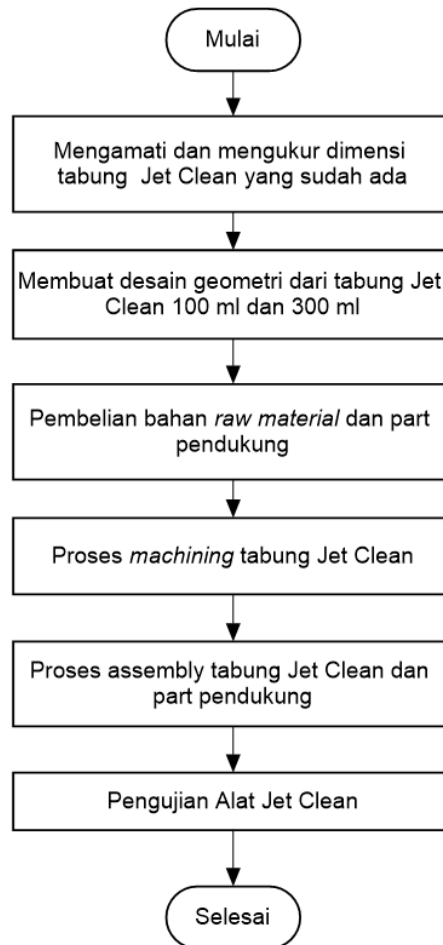 Mulai
Mengamati dan mengukur dimensi
tabung Jet Clean yang sudah ada
Membuat desain geometri dari tabung Jet
Clean 100 ml dan 300 ml
Pembelian bahan raw material dan part
pendukung
Proses machining tabung Jet Clean
Proses assembly tabung Jet Clean dan
part pendukung
Pengujian Alat Jet Clean
Selesai